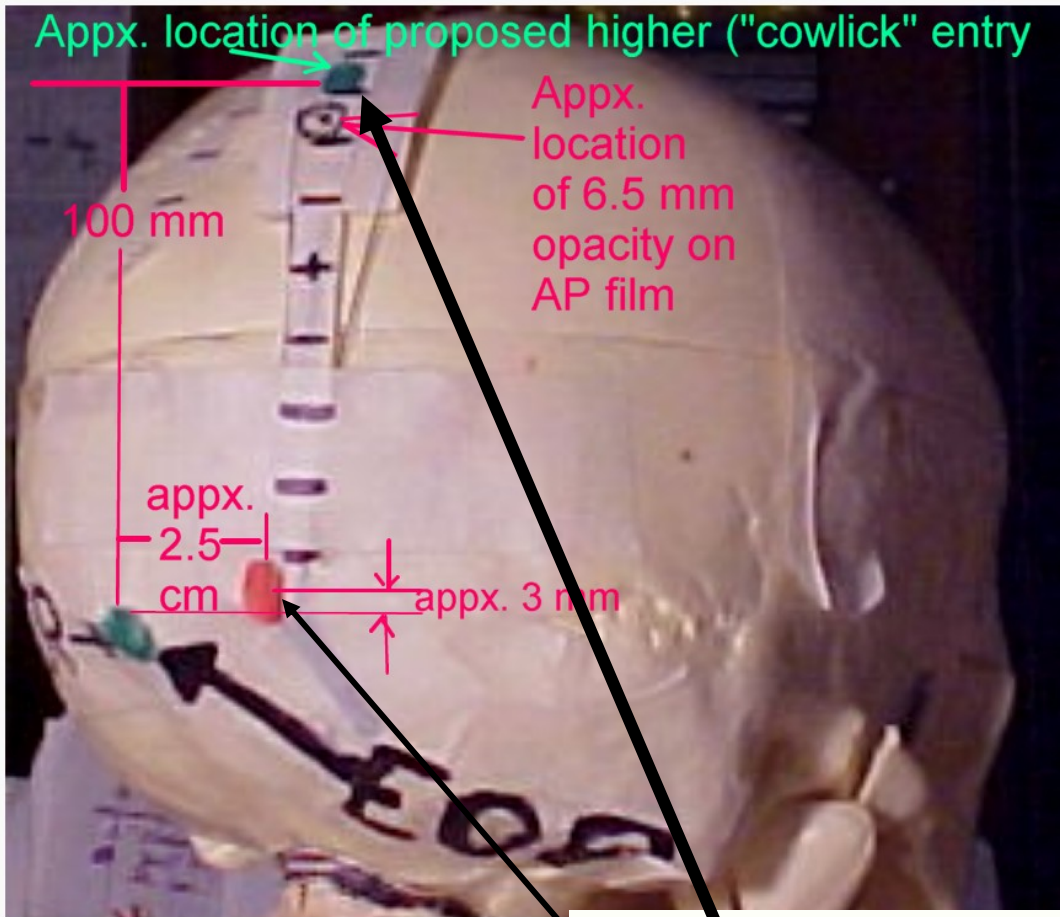 Appx. location of proposed higher ("cowlick" entry
Appx.
location
of 6.5 mm
opacity on
AP film
100 mm
appx.
2.5
cm
appx. 3 mm
EOP